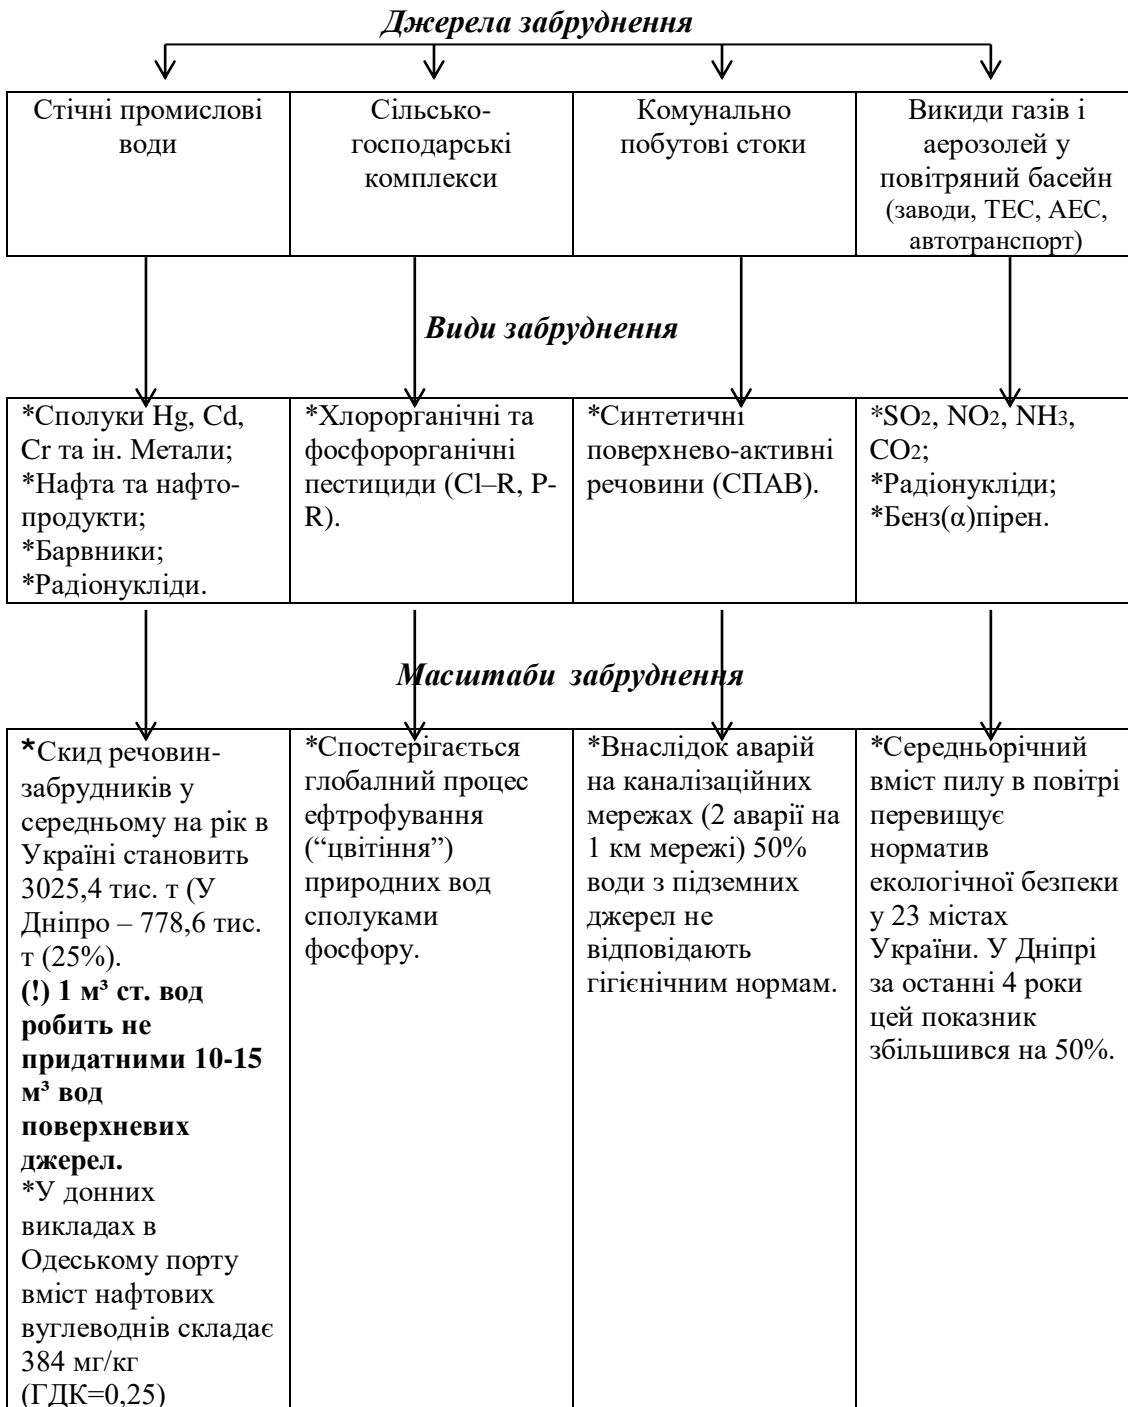 Джерела забруднення
Стічні промислові
води
Сільсько-
господарські
комплекси
Комунально
побутові стоки
Викиди газів і
аерозолей у
повітряний басейн
(заводи, ТЕС, АЕС,
автотранспорт)
Види забруднення
*Сполуки Hg, Cd,
Cr та ін. Метали;
*Нафта та нафто-
продукти;
*Барвники;
*Радіонукліди.
*Хлорорганічні та
фосфорорганічні
пестициди (Cl–R, P-
R).
*Синтетичні
поверхнево-активні
речовини (СПАВ).
*SO2, NO2, NH3,
CO2;
*Радіонукліди;
*Бенз(α)пірен.
Масштаби забруднення
*Скид речовин-
забрудників у
середньому на рік в
Україні становить
3025,4 тис. т (У
Дніпро – 778,6 тис.
т (25%).
(!) 1 м³ ст. вод
робить не
придатними 10-15
м³ вод
поверхневих
джерел.
*У донних
викладах в
Одеському порту
вміст нафтових
вуглеводнів складає
384 мг/кг
(ГДК=0,25)
*Спостерігається
глобалний процес
ефтрофування
(“цвітіння”)
природних вод
сполуками
фосфору.
*Внаслідок аварій
на каналізаційних
мережах (2 аварії на
1 км мережі) 50%
води з підземних
джерел не
відповідають
гігієнічним нормам.
*Середньорічний
вміст пилу в повітрі
перевищує
норматив
екологічної безпеки
у 23 містах
України. У Дніпрі
за останні 4 роки
цей показник
збільшився на 50%.